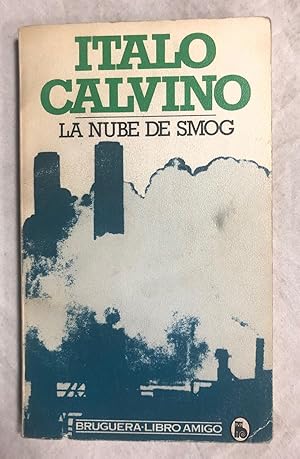 ITALO
CALVINO
LA NUBE DE SMOG
BRUGUERA·LIBRO AMIGO